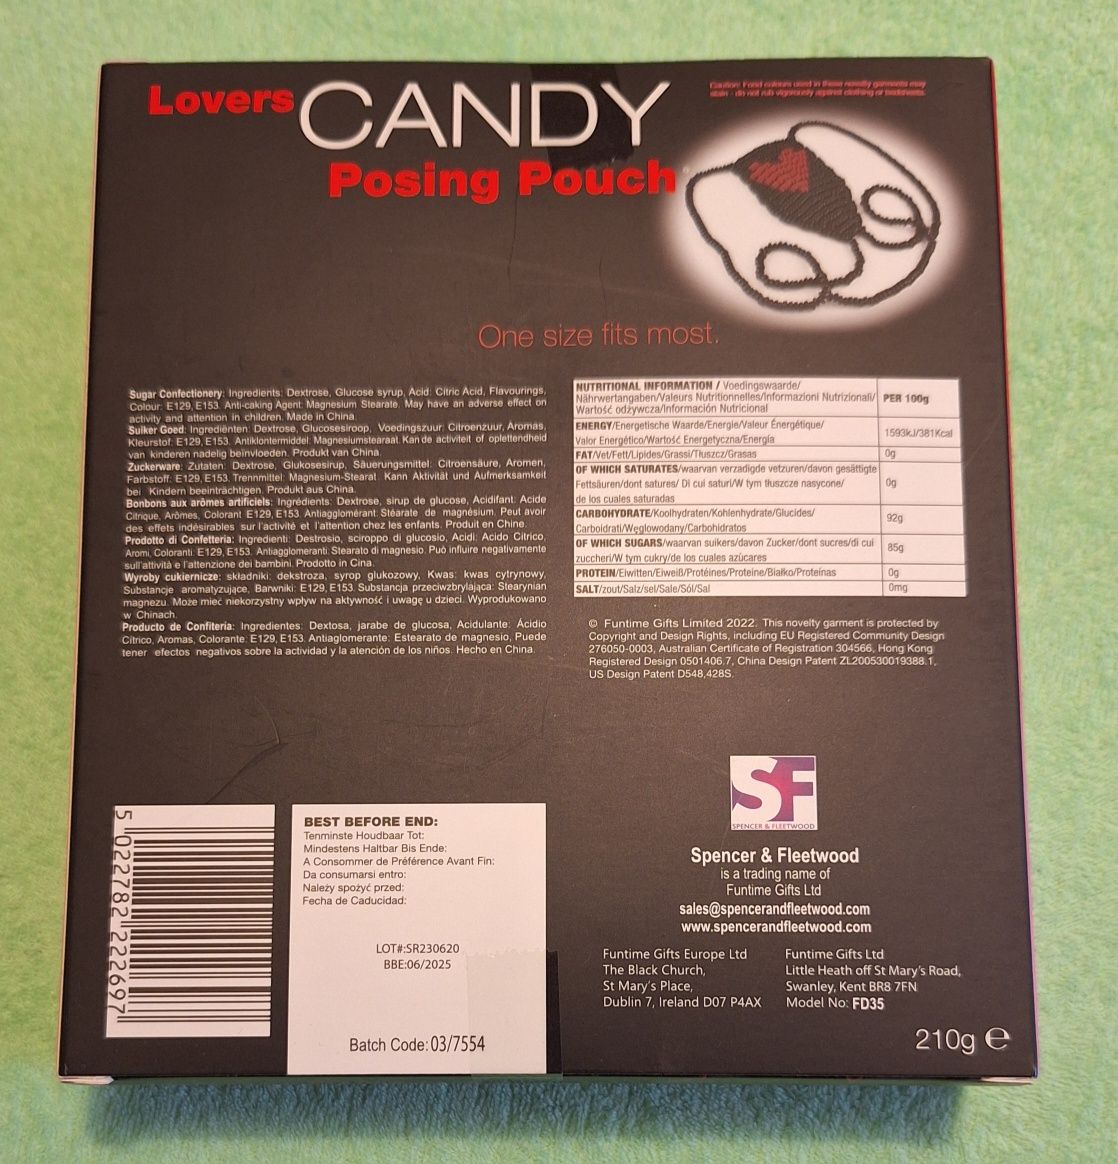 Lovers CANDY
Posing Pouch
Caution: Food colours used in these novelty garments may
stain - do not rub vigorously against clothing or bedsheets.
One size fits most.
Sugar Confectionery: Ingredients: Dextrose, Glucose syrup, Acid: Citric Acid, Flavourings,
Colour: E129, E153. Anti-caking Agent: Magnesium Stearate. May have an adverse effect on
activity and attention in children. Made in China.
Suiker Goed: Ingrediënten: Dextrose, Glucosesiroop, Voedingszuur: Citroenzuur, Aromas,
Kleurstof: E129, E153. Antiklontermiddel: Magnesiumstearaat. Kan de activiteit of oplettendheid
van kinderen nadelig beïnvloeden. Produkt van China.
Zuckerware: Zutaten: Dextrose, Glukosesirup, Säuerungsmittel: Citroensäure, Aromen,
Farbstoff: E129, E153. Trennmittel: Magnesium-Stearat. Kann Aktivität und Aufmerksamkeit
bei Kindern beeinträchtigen. Produkt aus China.
Bonbons aux arômes artificiels: Ingrédients: Dextrose, sirup de glucose, Acidifant: Acide
Citrique, Arômes, Colorant E129, E153. Antiagglomérant: Stéarate de magnésium. Peut avoir
des effets indésirables sur l'activité et l'attention chez les enfants. Produit en Chine.
Prodotto di Confetteria: Ingredienti: Destrosio, sciroppo di glucosio, Acidi: Acido Citrico,
Aromi, Coloranti: E129, E153. Antiagglomeranti: Stearato di magnesio. Può influire negativamente
sull'attività e l'attenzione dei bambini. Prodotto in Cina.
Wyroby cukiernicze: składniki: dekstroza, syrop glukozowy, Kwas: kwas cytrynowy,
Substancje aromatyzujące, Barwniki: E129, E153. Substancja przeciwzbrylająca: Stearynian
magnezu. Może mieć niekorzystny wpływ na aktywność i uwagę u dzieci. Wyprodukowano
w Chinach.
Producto de Confitería: Ingredientes: Dextosa, jarabe de glucosa, Acidulante: Ácidio
Cítrico, Aromas, Colorante: E129, E153. Antiaglomerante: Estearato de magnesio, Puede
tener efectos negativos sobre la actividad y la atención de los niños. Hecho en China.
NUTRITIONAL INFORMATION / Voedingswaarde/
Nährwertangaben/Valeurs Nutritionnelles/Informazioni Nutrizionali/ PER 100g
Wartość odżywcza/Información Nutricional
ENERGY/Energetische Waarde/Energie/Valeur Énergétique/
Valor Energético/Wartość Energetyczna/Energía 1593kJ/381Kcal
FAT/Vet/Fett/Lipides/Grassi/Tłuszcz/Grasas 0g
OF WHICH SATURATES/waarvan verzadigde vetzuren/davon gesättigte
Fettsäuren/dont satures/ Di cui saturi/W tym tłuszcze nasycone/ 0g
de los cuales saturadas
CARBOHYDRATE/Koolhydraten/Kohlenhydrate/Glucides/
Carboidrati/Węglowodany/Carbohidratos 92g
OF WHICH SUGARS/waarvan suikers/davon Zucker/dont sucres/di cui
zuccheri/W tym cukry/de los cuales azúcares 85g
PROTEIN/Eiwitten/Eiweiß/Protéines/Proteine/Białko/Proteínas 0g
SALT/zout/Salz/sel/Sale/Sól/Sal 0mg
© Funtime Gifts Limited 2022. This novelty garment is protected by
Copyright and Design Rights, including EU Registered Community Design
276050-0003, Australian Certificate of Registration 304566, Hong Kong
Registered Design 0501406.7, China Design Patent ZL200530019388.1,
US Design Patent D548,428S.
5 022782 222697
BEST BEFORE END:
Tenminste Houdbaar Tot:
Mindestens Haltbar Bis Ende:
A Consommer de Préférence Avant Fin:
Da consumarsi entro:
Należy spożyć przed:
Fecha de Caducidad:
LOT#:SR230620
BBE:06/2025
Batch Code: 03/7554
SF
SPENCER & FLEETWOOD
Spencer & Fleetwood
is a trading name of
Funtime Gifts Ltd
sales@spencerandfleetwood.com
www.spencerandfleetwood.com
Funtime Gifts Europe Ltd
The Black Church,
St Mary's Place,
Dublin 7, Ireland D07 P4AX
Funtime Gifts Ltd
Little Heath off St Mary's Road,
Swanley, Kent BR8 7FN
Model No: FD35
210g e